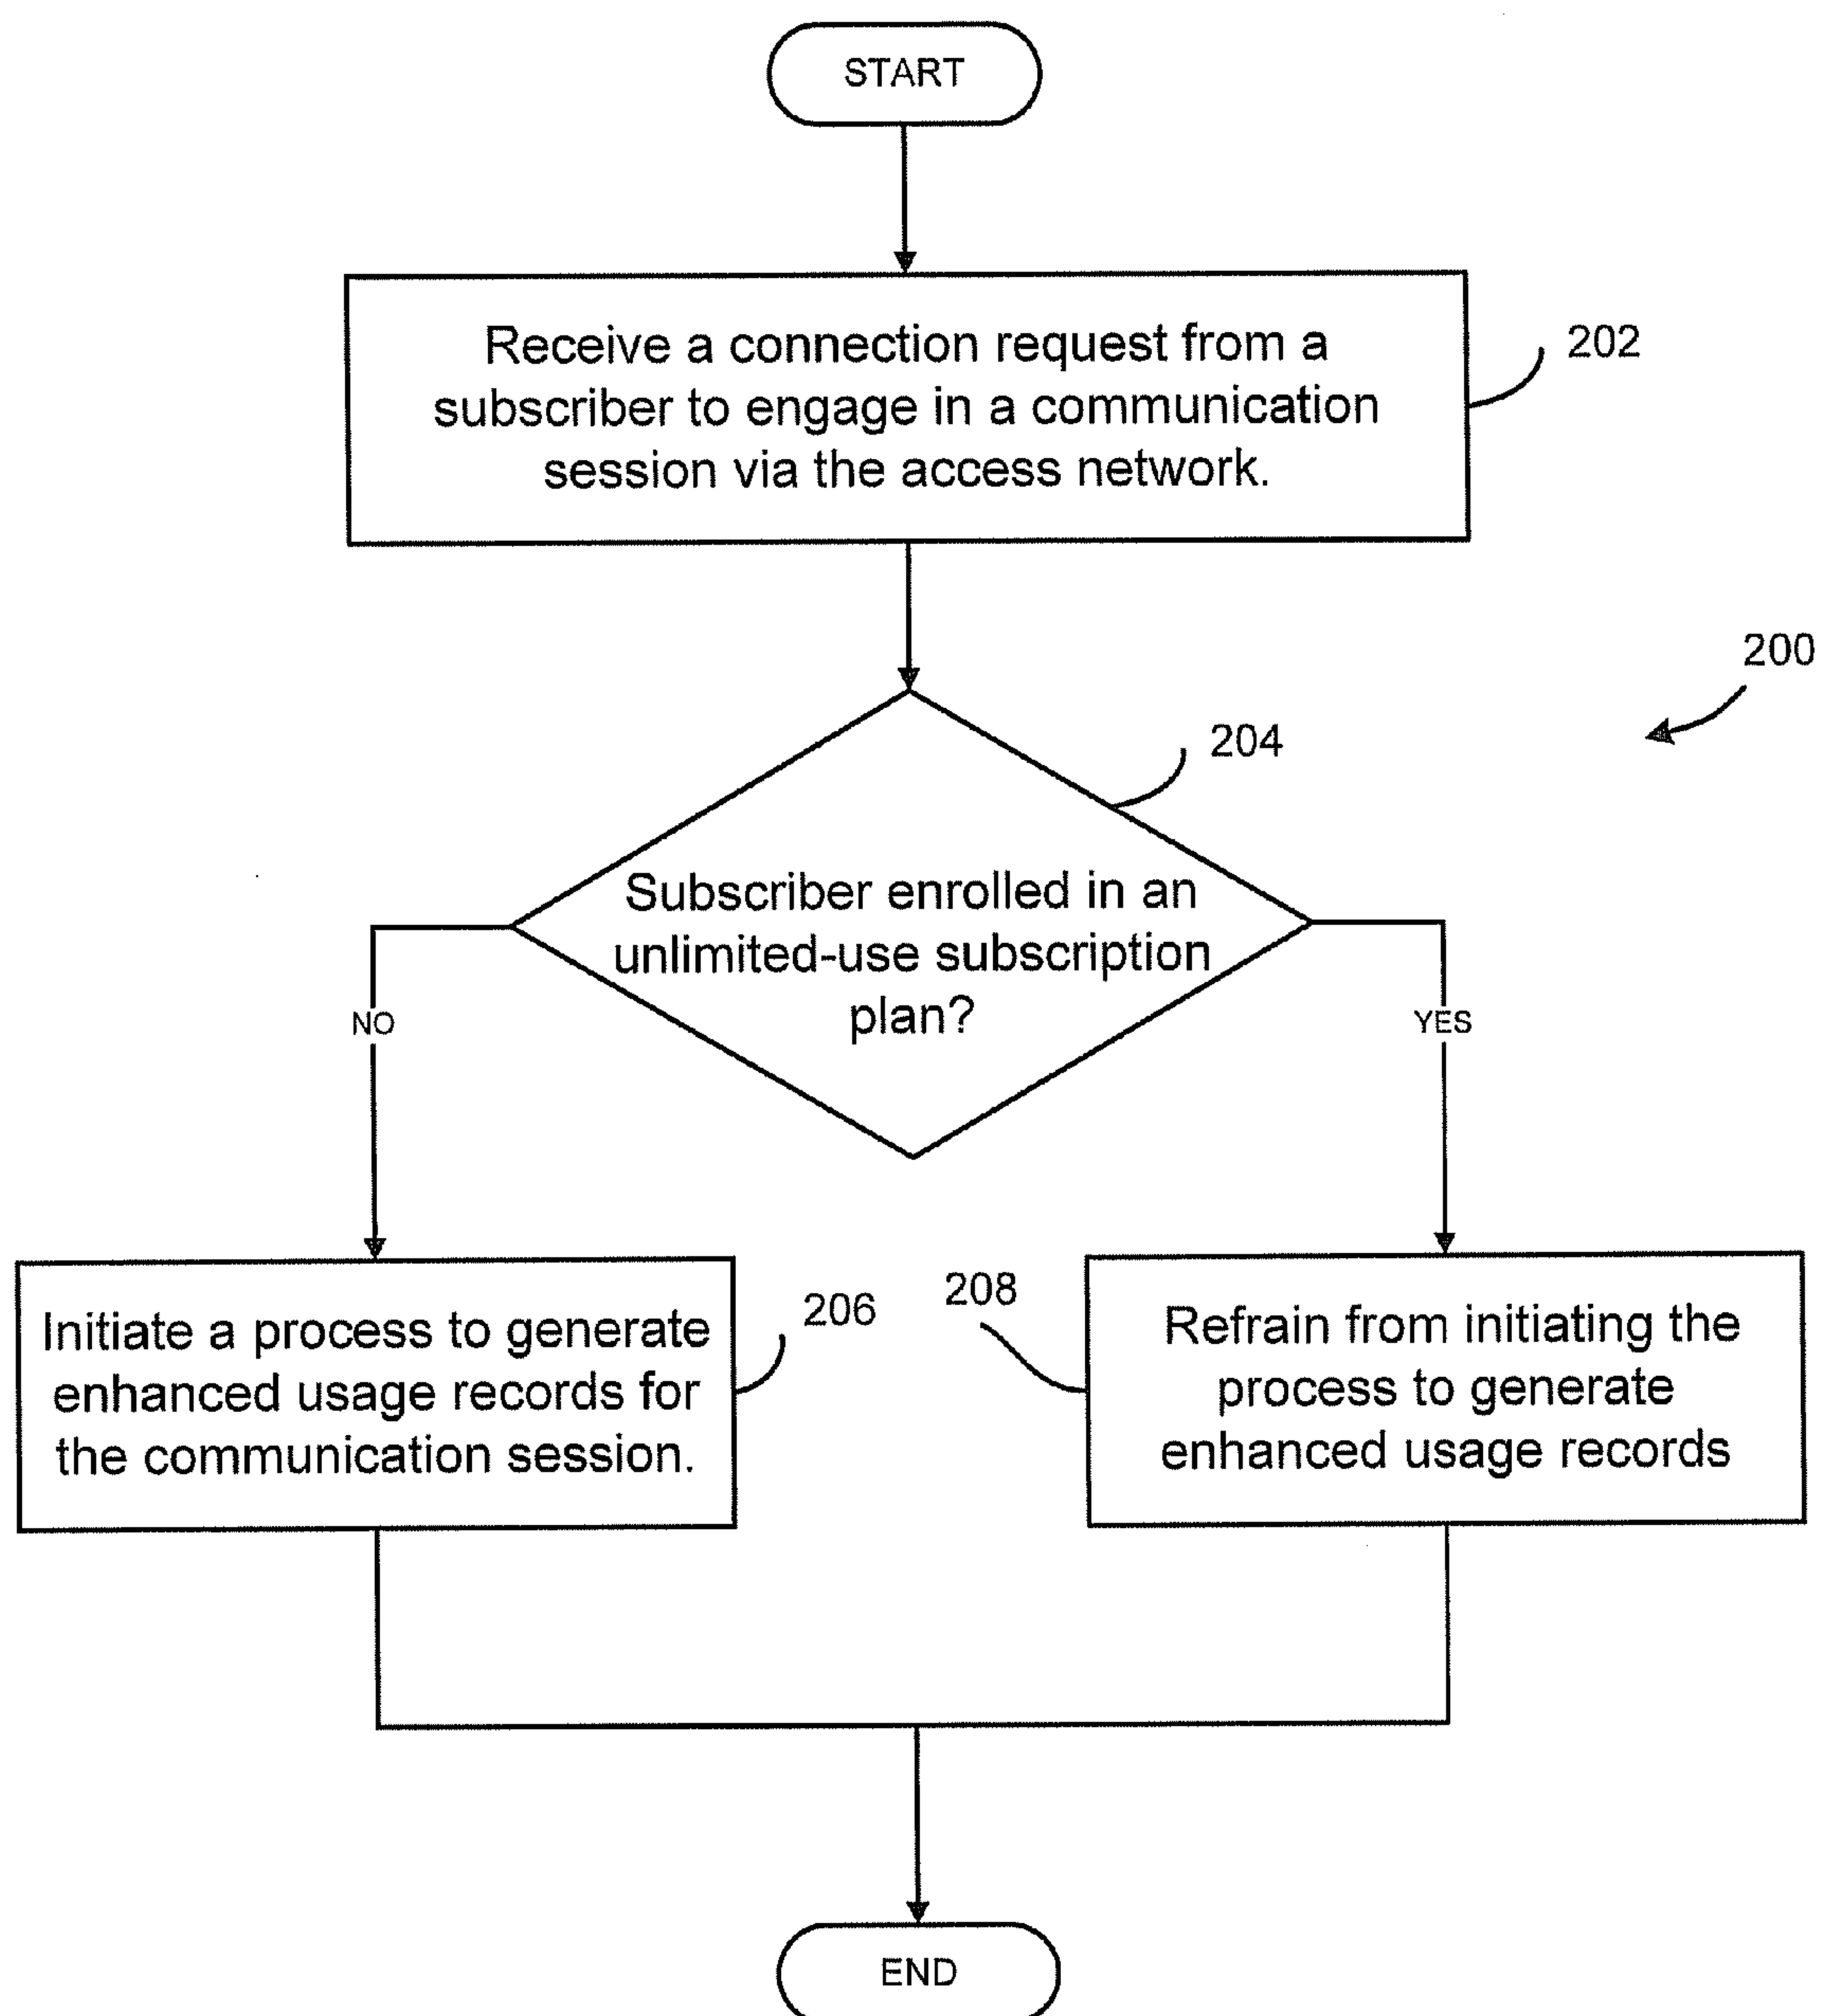 START
Receive a connection request from a
subscriber to engage in a communication
session via the access network.
202
200
204
Subscriber enrolled in an
unlimited-use subscription
plan?
NO
YES
Initiate a process to generate
enhanced usage records for
the communication session.
206
208
Refrain from initiating the
process to generate
enhanced usage records
END